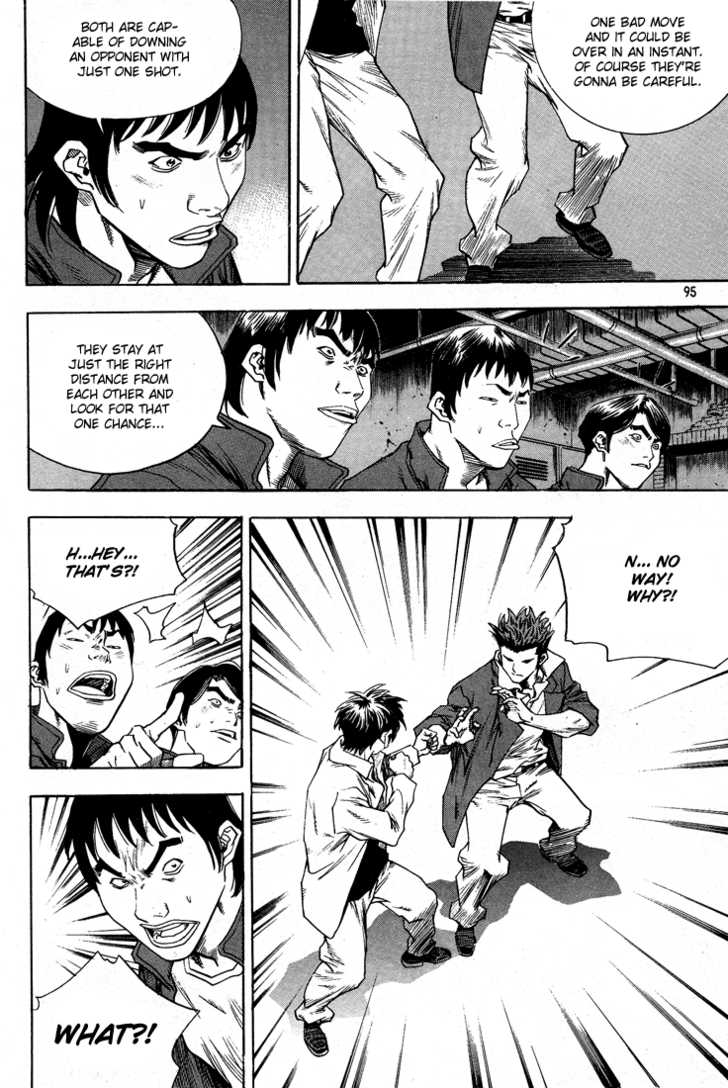 BOTH ARE CAP-
ABLE OF DOWNING
AN OPPONENT WITH
JUST ONE SHOT.
ONE BAD MOVE
AND IT COULD BE
OVER IN AN INSTANT.
OF COURSE THEY'RE
GONNA BE CAREFUL.
95
THEY STAY AT
JUST THE RIGHT
DISTANCE FROM
EACH OTHER AND
LOOK FOR THAT
ONE CHANCE...
H...HEY...
THAT'S?!
N... NO
WAY!
WHY?!
WHAT?!